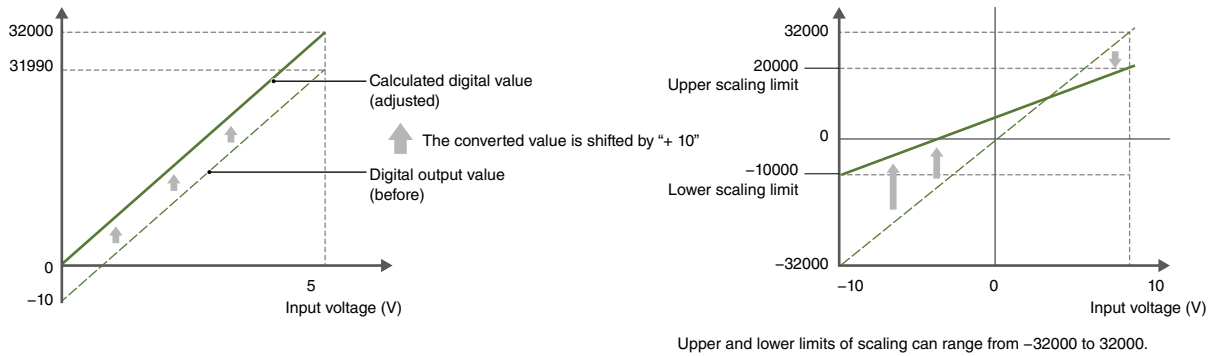 32000
31990
Calculated digital value
(adjusted)
The converted value is shifted by “+ 10”
Digital output value
(before)
0
−10
5
Input voltage (V)
32000
20000
Upper scaling limit
0
−10000
Lower scaling limit
−32000
−10
0
10
Input voltage (V)
Upper and lower limits of scaling can range from −32000 to 32000.